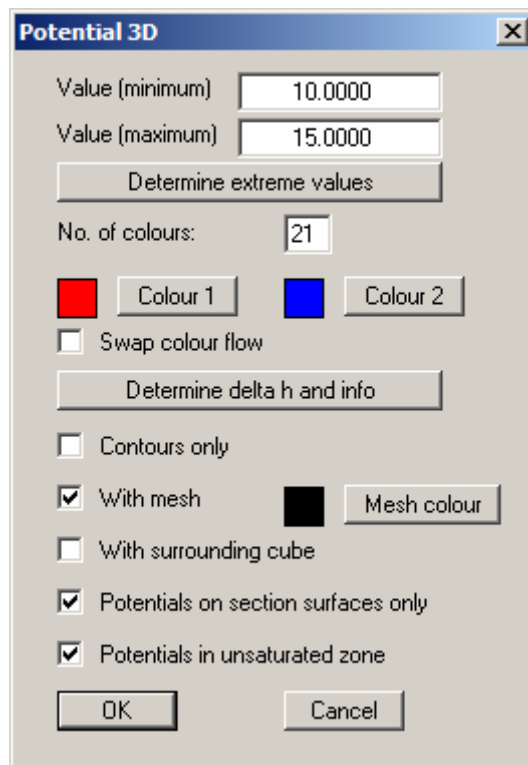 Potential 3D
Value (minimum) 10.0000
Value (maximum) 15.0000
Determine extreme values
No. of colours: 21
Colour 1 Colour 2
Swap colour flow
Determine delta h and info
Contours only
With mesh Mesh colour
With surrounding cube
Potentials on section surfaces only
Potentials in unsaturated zone
OK Cancel